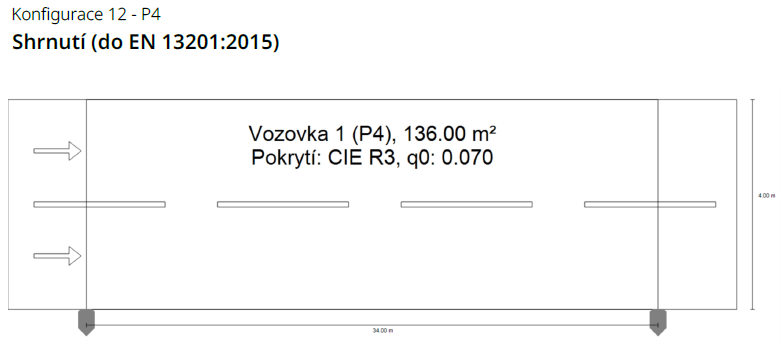 Konfigurace 12 - P4
Shrnutí (do EN 13201:2015)
Vozovka 1 (P4), 136.00 m²
Pokrytí: CIE R3, q0: 0.070
4.00 m
34.00 m